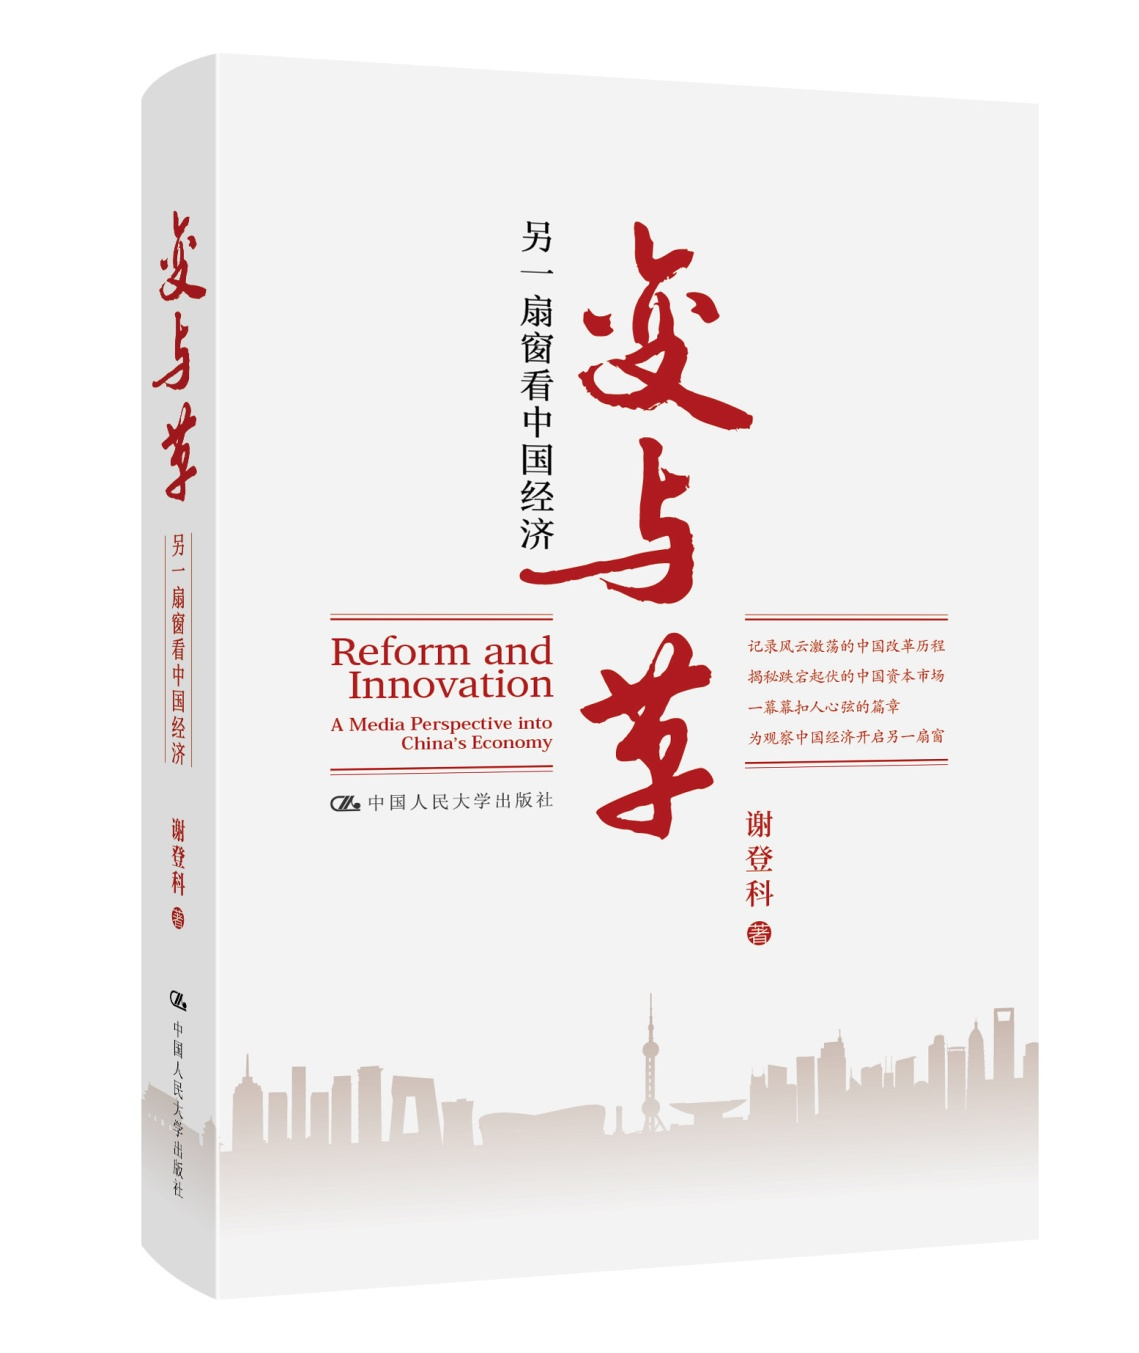 变与革
另一扇窗看中国经济
谢登科 著
中国人民大学出版社
变与革
另一扇窗看中国经济
Reform and
Innovation
A Media Perspective into
China's Economy
中国人民大学出版社
记录风云激荡的中国改革历程
揭秘跌宕起伏的中国资本市场
一幕幕扣人心弦的篇章
为观察中国经济开启另一扇窗
谢登科 著